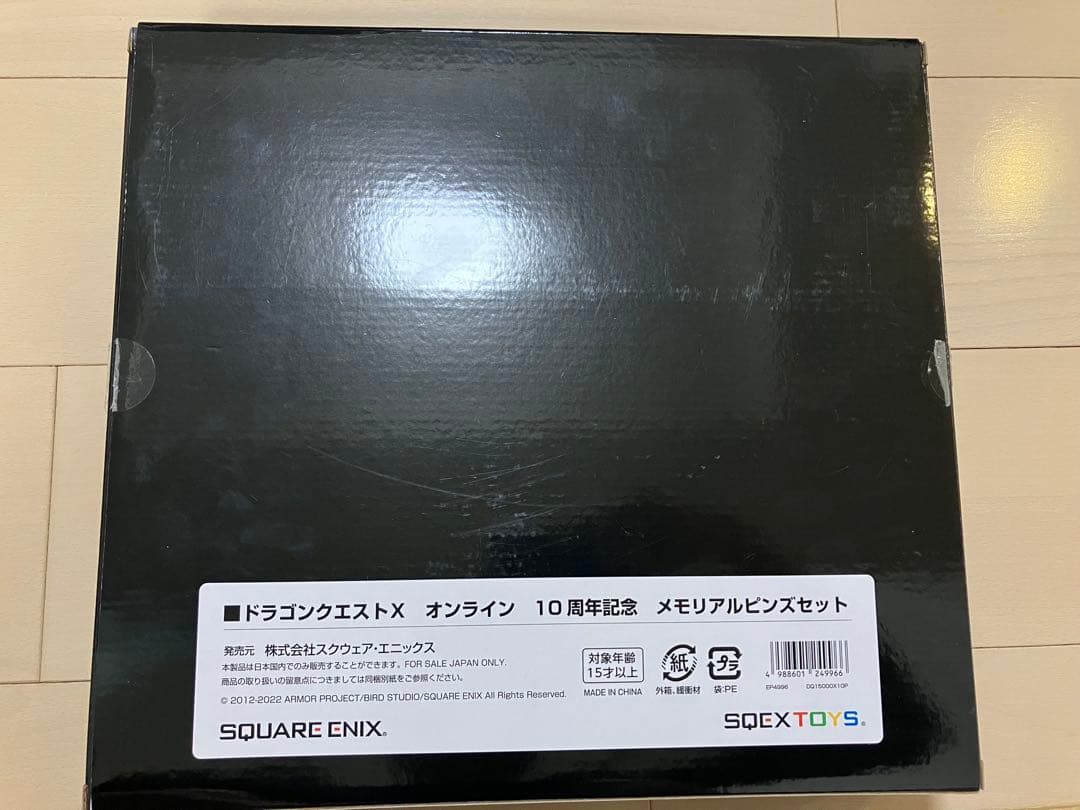 ■ドラゴンクエストX オンライン 10周年記念 メモリアルピンズセット
発売元 株式会社スクウェア・エニックス
本製品は日本国内でのみ販売することができます。FOR SALE JAPAN ONLY.
商品の取り扱いの留意点につきましては同梱別紙をご参照ください。
© 2012-2022 ARMOR PROJECT/BIRD STUDIO/SQUARE ENIX All Rights Reserved.
SQUARE ENIX®
対象年齢
15才以上
MADE IN CHINA
紙
外箱、緩衝材
プラ
袋:PE
4 988601 249966
EP4996 DQ15000X10P
SQEX TOYS®